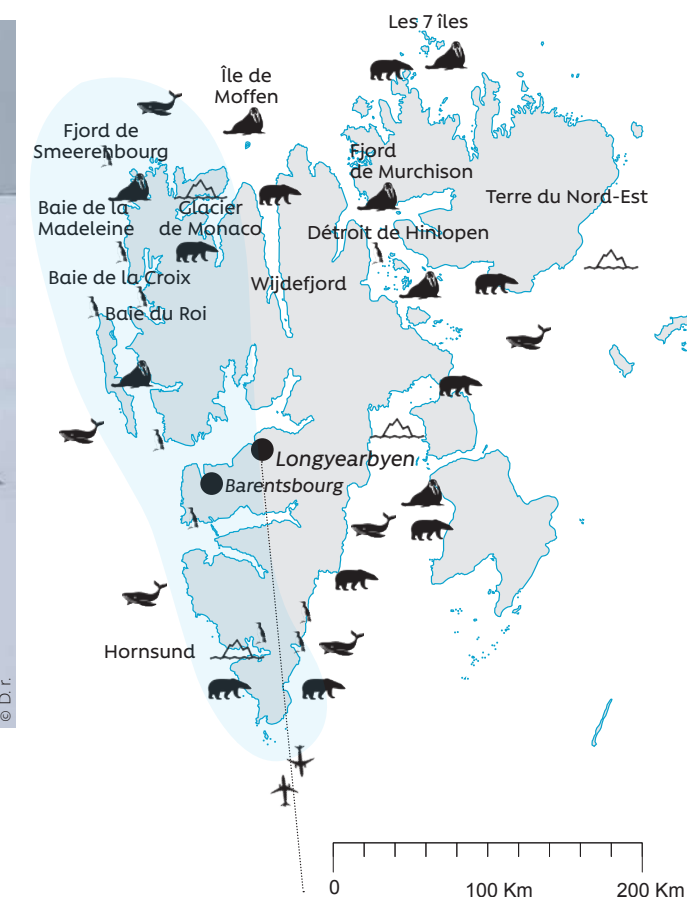 Les 7 îles
Île de
Moffen
Fjord de
Smeerenbourg
Fjord
de Murchison
Terre du Nord-Est
Baie de la
Madeleine
Glacier
de Monaco
Détroit de Hinlopen
Baie de la Croix
Wijdefjord
Baie du Roi
Longyearbyen
Barentsbourg
Hornsund
© D. r.
0
100 Km
200 Km